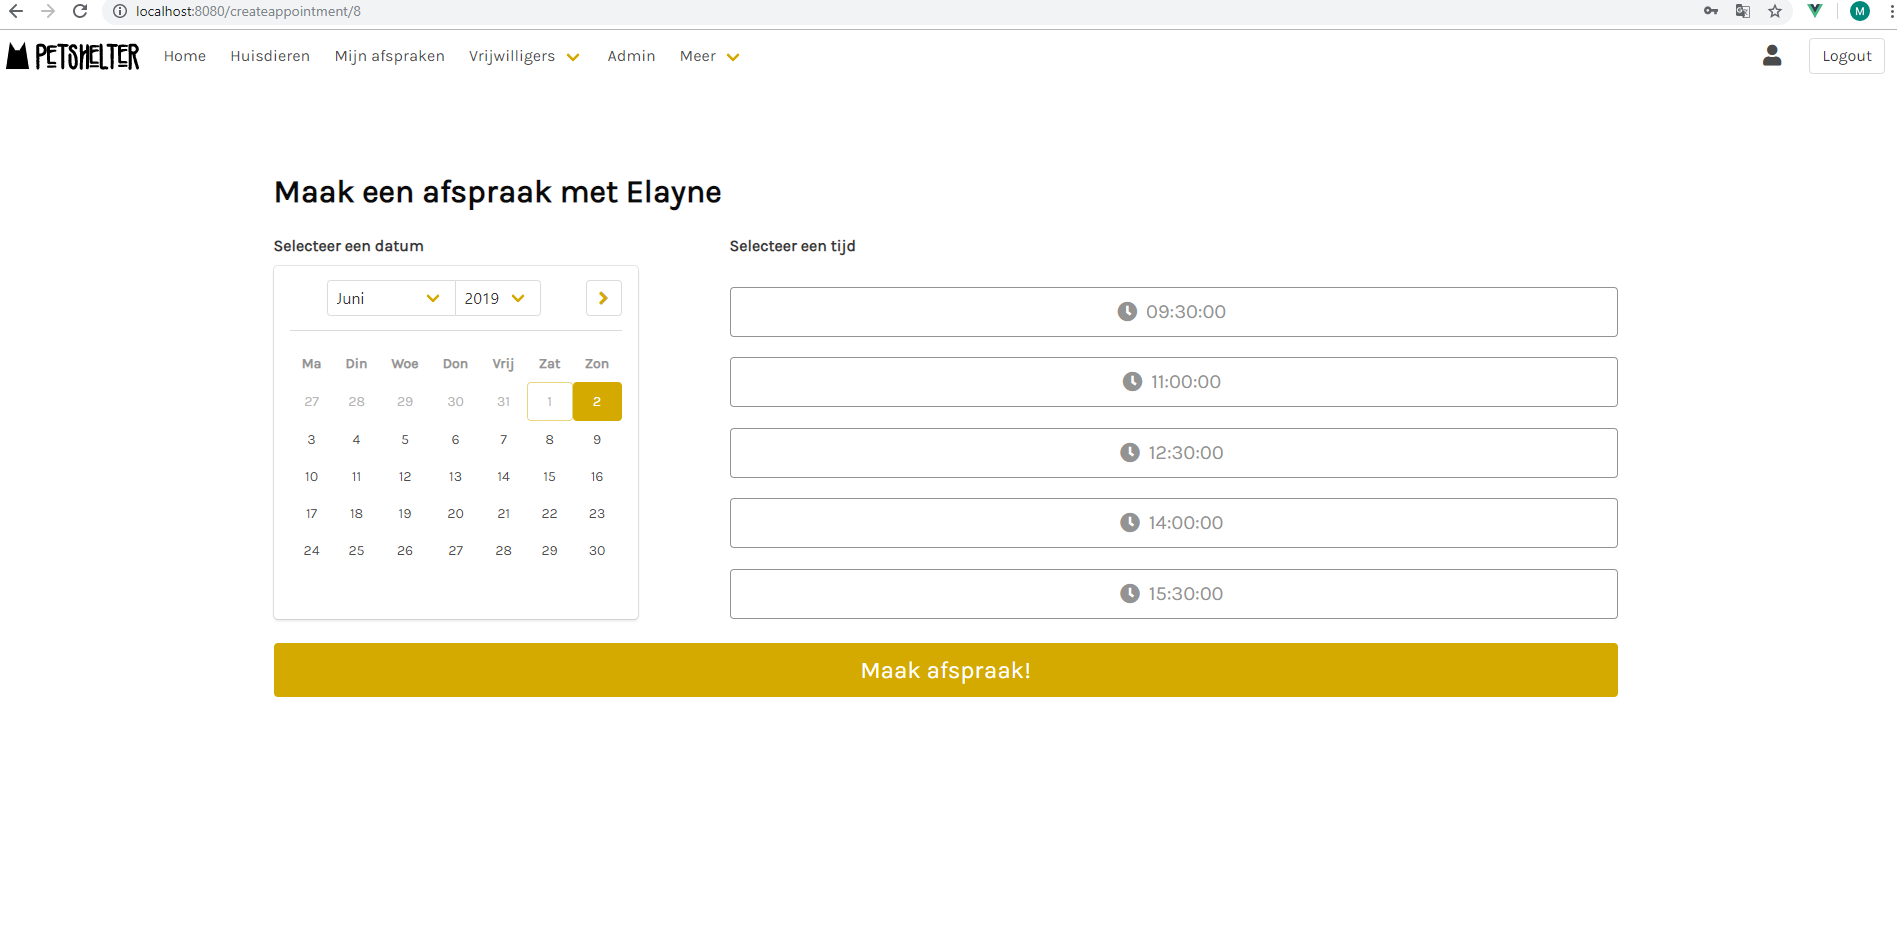 localhost:8080/createappointment/8
M
PETSHELTER Home Huisdieren Mijn afspraken Vrijwilligers Admin Meer Logout
Maak een afspraak met Elayne
Selecteer een datum
Juni 2019
Ma Din Woe Don Vrij Zat Zon
27 28 29 30 31 1 2
3 4 5 6 7 8 9
10 11 12 13 14 15 16
17 18 19 20 21 22 23
24 25 26 27 28 29 30
Selecteer een tijd
09:30:00
11:00:00
12:30:00
14:00:00
15:30:00
Maak afspraak!